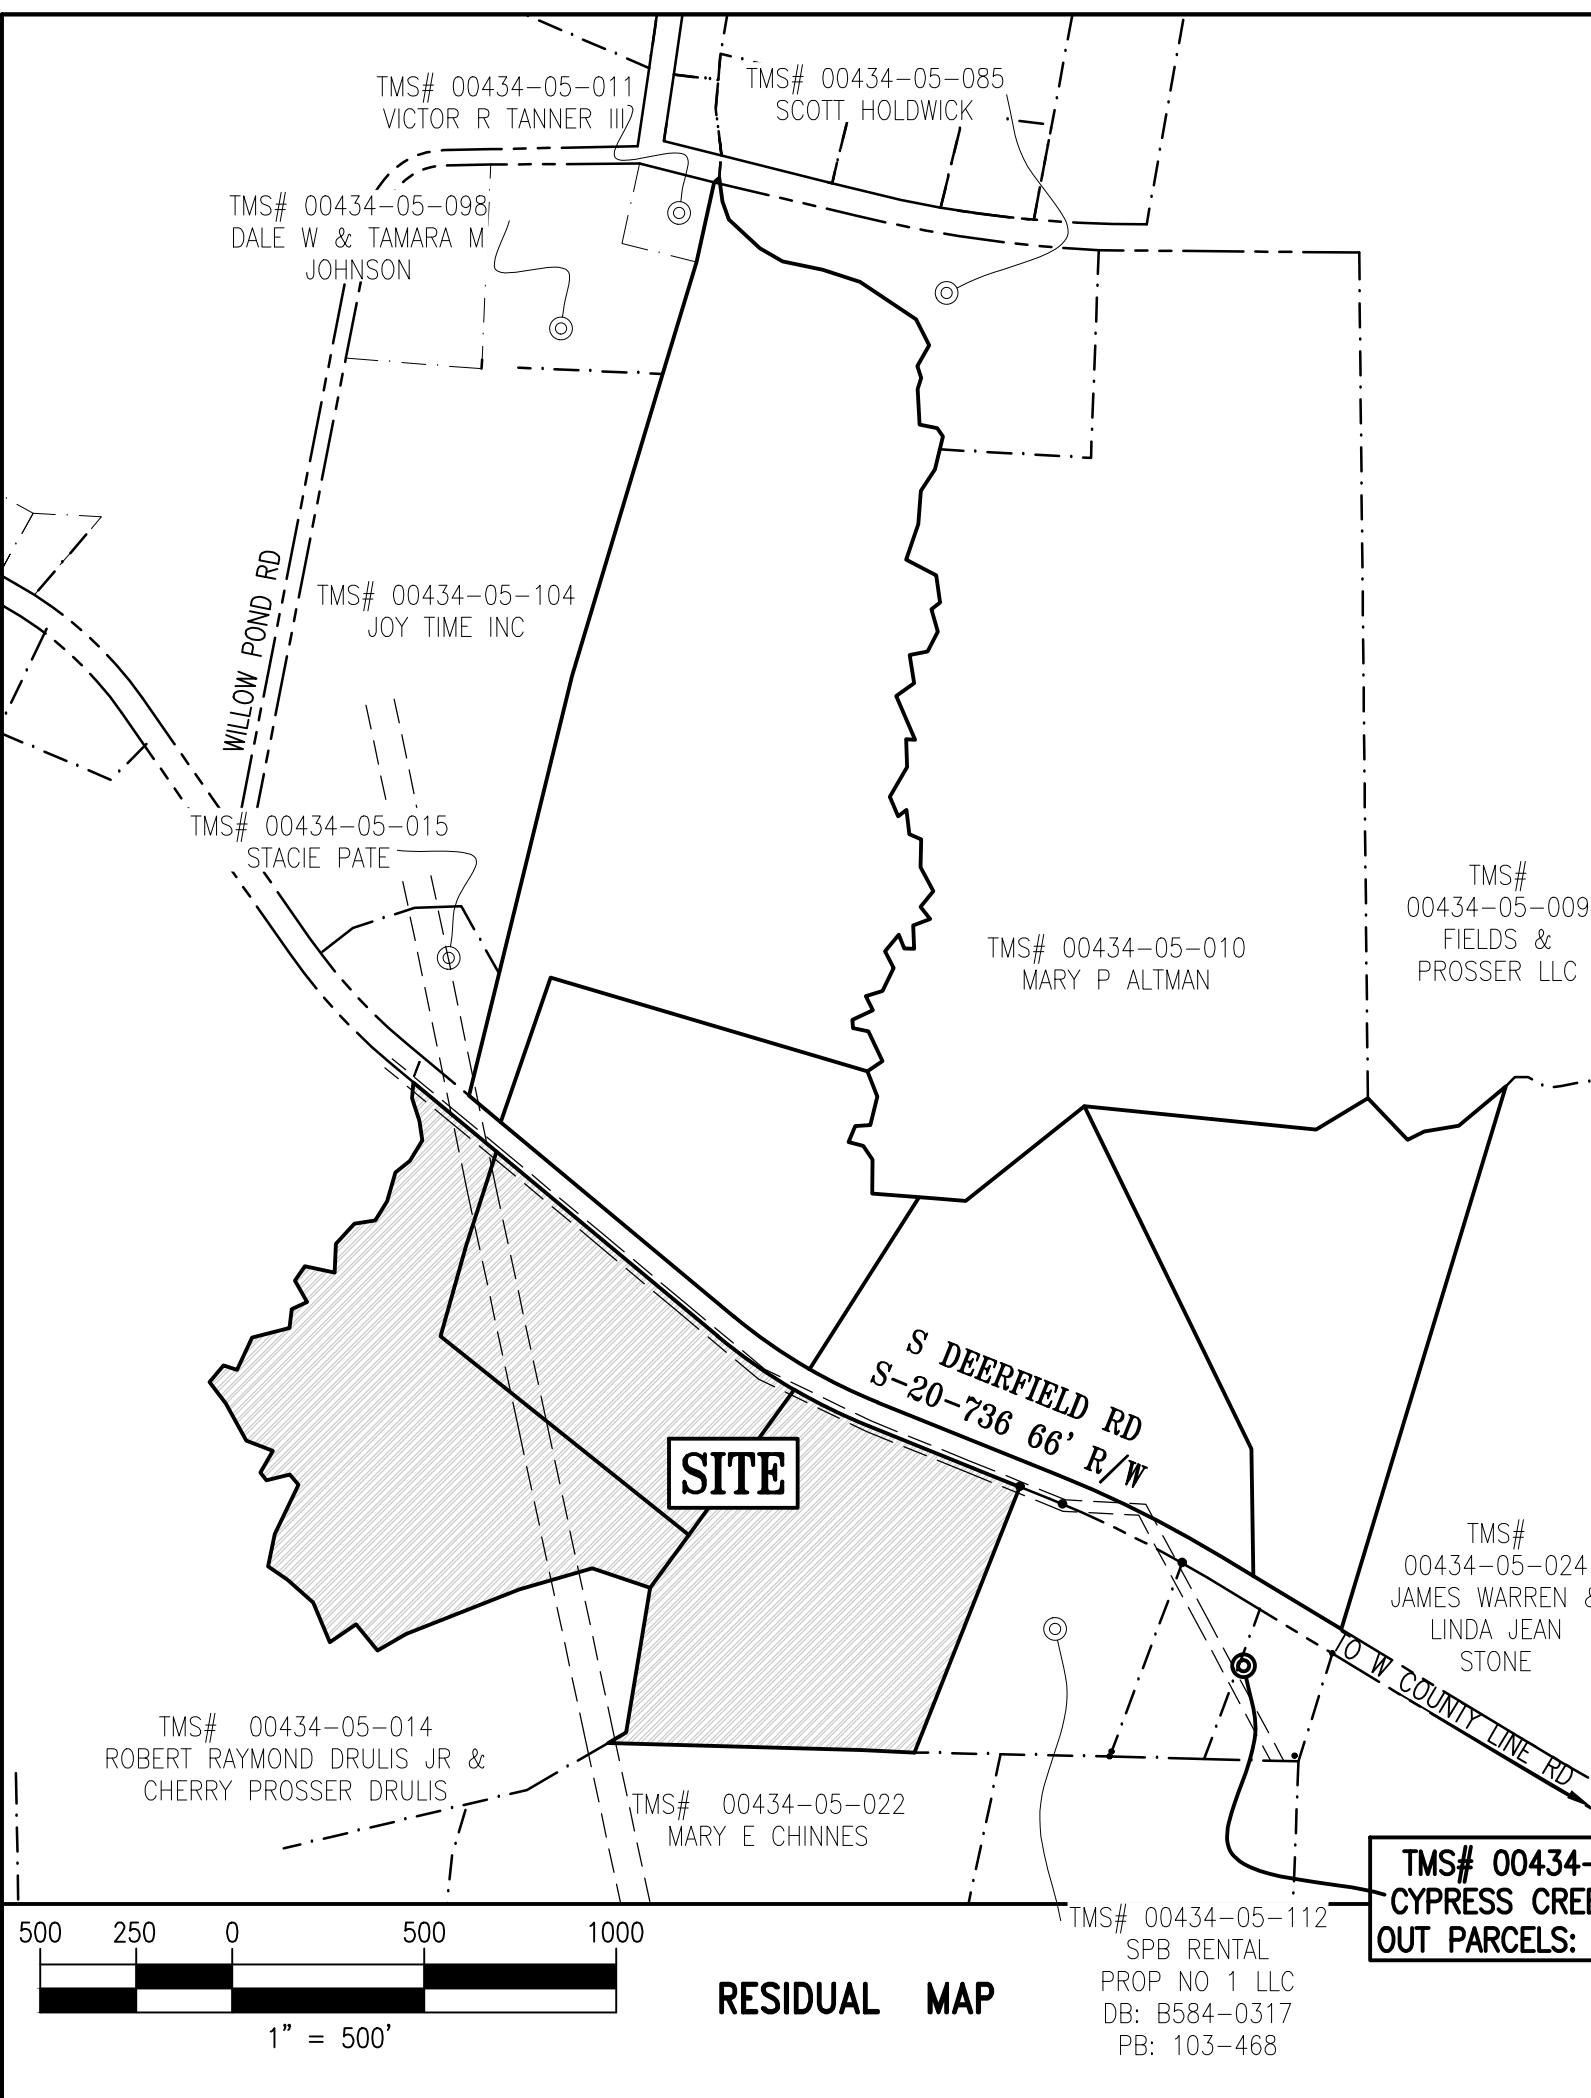 TMS# 00434-05-011
VICTOR R TANNER III
TMS# 00434-05-085
SCOTT HOLDWICK
TMS# 00434-05-098
DALE W & TAMARA M
JOHNSON
WILLOW POND RD
TMS# 00434-05-104
JOY TIME INC
TMS# 00434-05-015
STACIE PATE
TMS# 00434-05-010
MARY P ALTMAN
TMS#
00434-05-009
FIELDS &
PROSSER LLC
S DEERFIELD RD
S-20-736 66' R/W
SITE
TMS#
00434-05-024
JAMES WARREN &
LINDA JEAN
STONE
TO W COUNTY LINE RD
TMS# 00434-05-014
ROBERT RAYMOND DRULIS JR &
CHERRY PROSSER DRULIS
TMS# 00434-05-022
MARY E CHINNES
TMS# 00434-
CYPRESS
OUT PARCELS:
TMS# 00434-05-112
SPB RENTAL
PROP NO 1 LLC
DB: B584-0317
PB: 103-468
500 250 0 500 1000
1" = 500'
RESIDUAL MAP